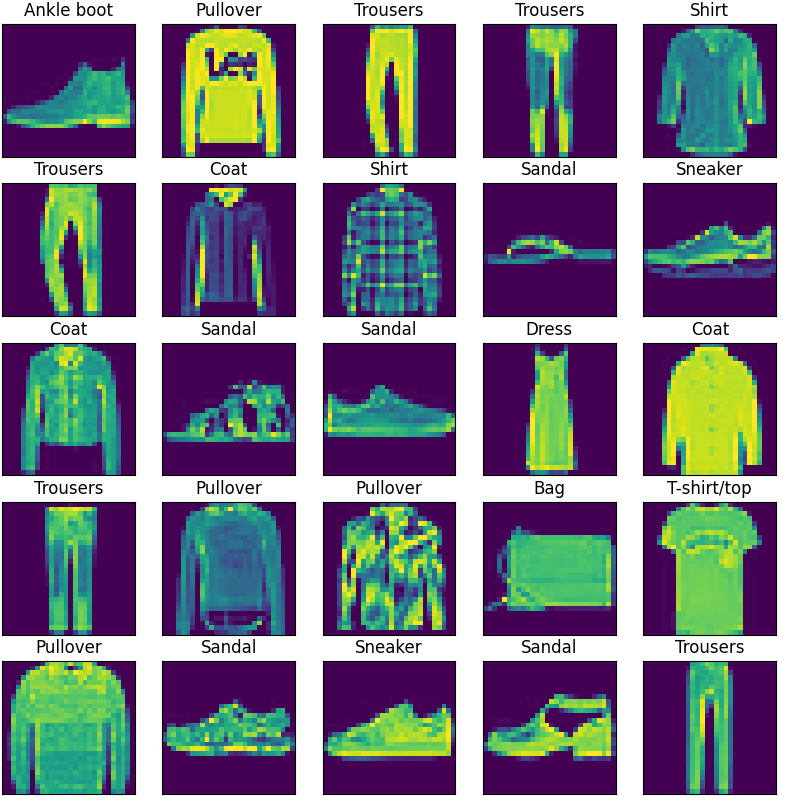 Ankle boot Pullover Trousers Trousers Shirt
Lee
Trousers Coat Shirt Sandal Sneaker
Coat Sandal Sandal Dress Coat
Trousers Pullover Pullover Bag T-shirt/top
Pullover Sandal Sneaker Sandal Trousers